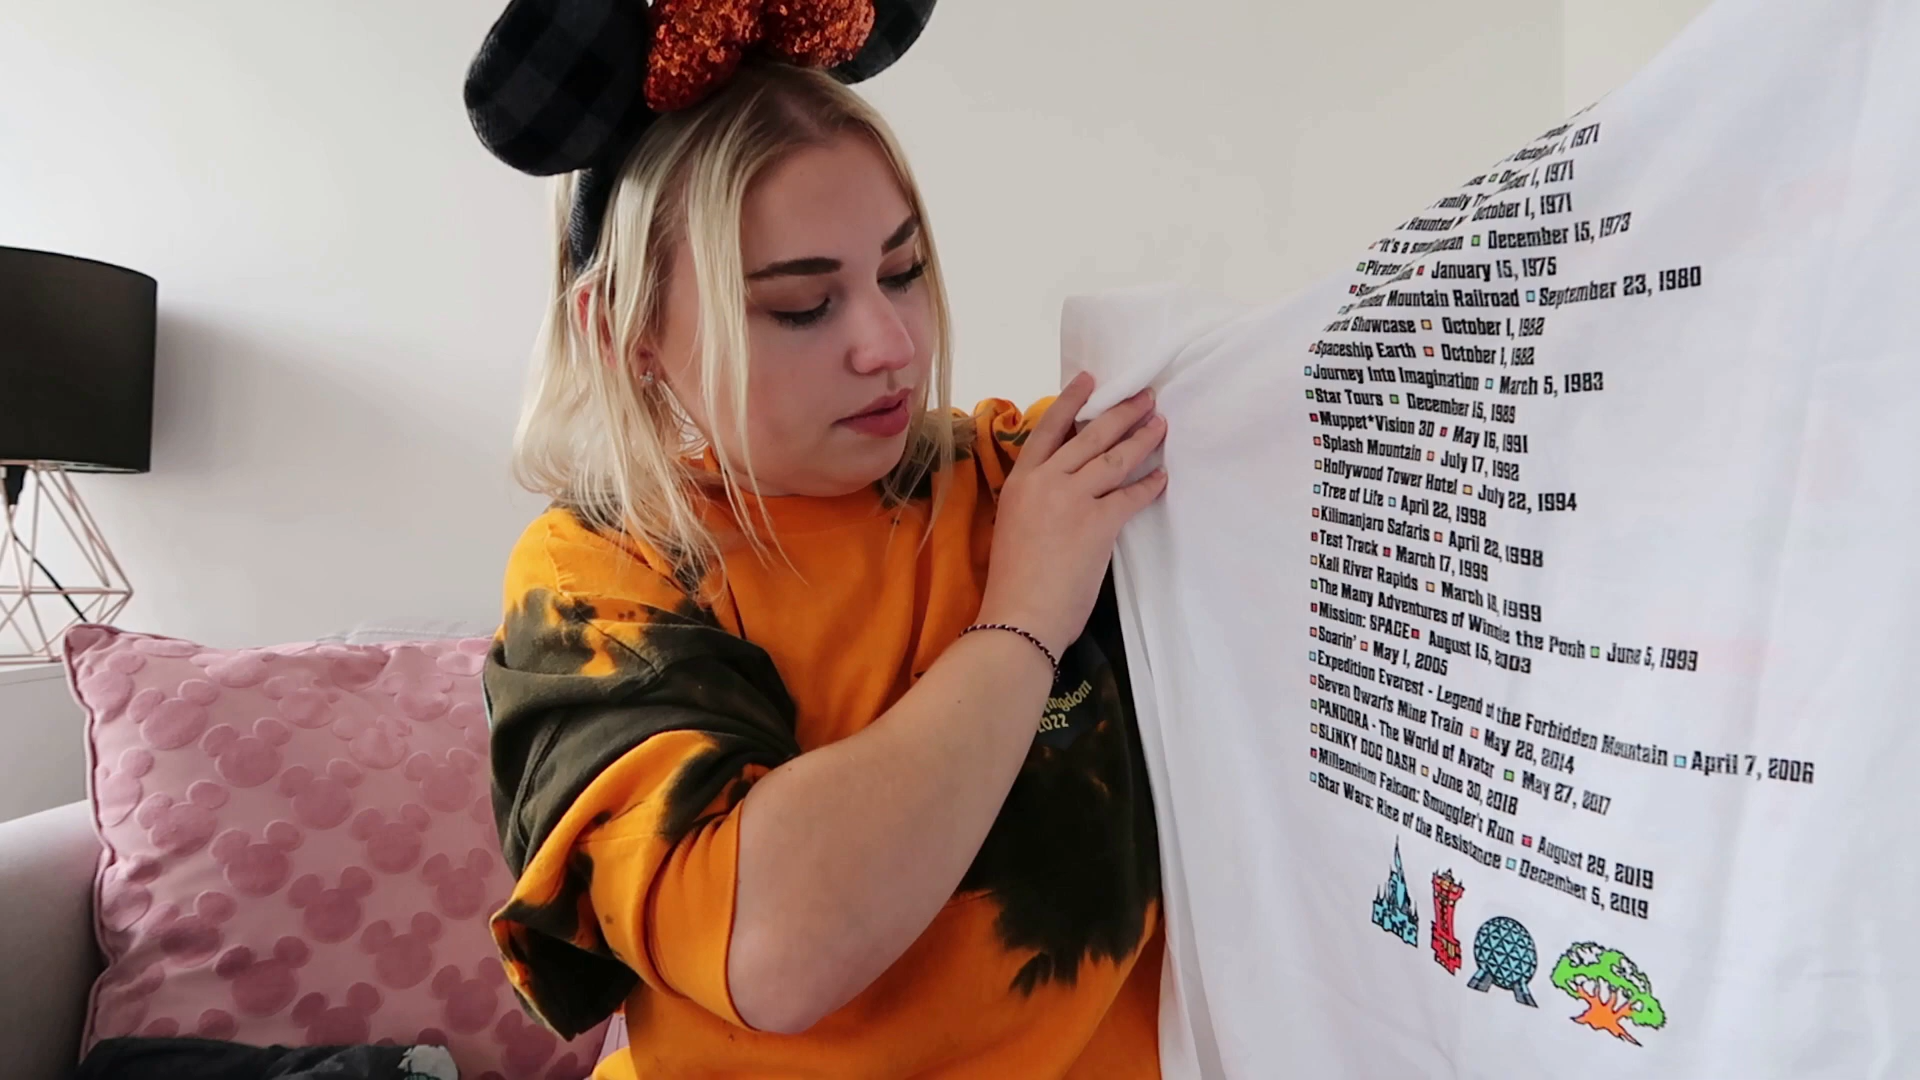 October 1, 1971
1, 1971
Haunted October 1, 1971
"it's a December 15, 1973
Pirates January 15, 1975
Mountain Railroad September 23, 1980
Showcase October 1, 1982
Spaceship Earth October 1, 1982
Journey Into Imagination March 5, 1983
Star Tours December 15, 1989
Muppet*Vision 3D May 16, 1991
Splash Mountain July 17, 1992
Hollywood Tower Hotel July 22, 1994
Tree of Life April 22, 1998
Kilimanjaro Safaris April 22, 1998
Test Track March 17, 1999
Kali River Rapids March 18, 1999
The Many Adventures of Winnie the Pooh June 5, 1999
Mission: SPACE August 15, 2003
Soarin' May 1, 2005
Expedition Everest - Legend of the Forbidden Mountain April 7, 2006
Seven Dwarfs Mine Train May 28, 2014
PANDORA - The World of Avatar May 27, 2017
SLINKY DOG DASH June 30, 2018
Millennium Falcon: Smuggler's Run August 29, 2019
Star Wars: Rise of the Resistance December 5, 2019
2022